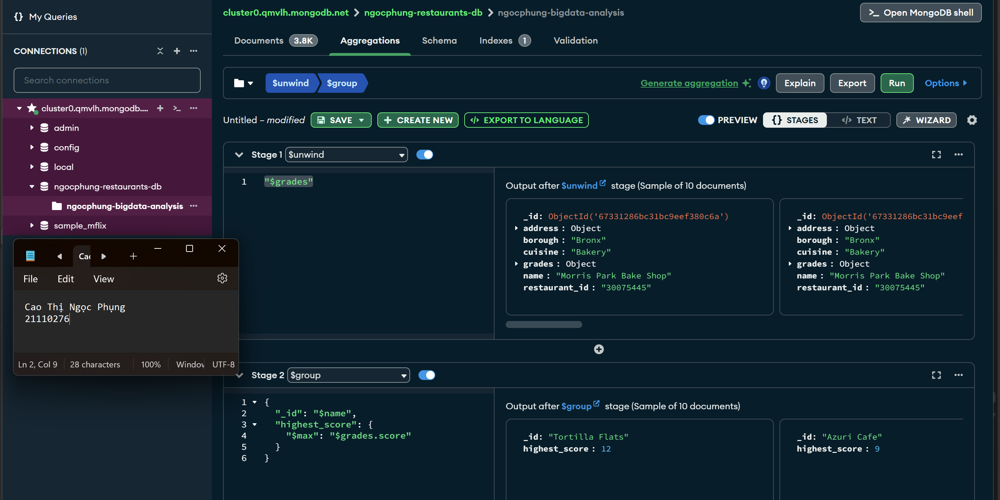 My Queries
CONNECTIONS (1)
Search connections
cluster0.qmvlh.mongodb....
admin
config
local
ngocphung-restaurants-db
ngocphung-bigdata-analysis
sample_mflix
File Edit View
Cao Thị Ngọc Phụng
21110276
Ln 2, Col 9 28 characters 100% UTF-8
cluster0.qmvlh.mongodb.net ngocphung-restaurants-db ngocphung-bigdata-analysis
>_ Open MongoDB shell
Documents 3.8K Aggregations Schema Indexes 1 Validation
$unwind $group Generate aggregation Explain Export Run Options
Untitled – modified SAVE CREATE NEW EXPORT TO LANGUAGE PREVIEW {} STAGES </> TEXT WIZARD
Stage 1 $unwind
1 "$grades"
Output after $unwind stage (Sample of 10 documents)
_id: ObjectId('67331286bc31bc9eef380c6a')
address : Object
borough : "Bronx"
cuisine : "Bakery"
grades : Object
name : "Morris Park Bake Shop"
restaurant_id : "30075445"
_id: ObjectId('67331286bc31bc9eef
address : Object
borough : "Bronx"
cuisine : "Bakery"
grades : Object
name : "Morris Park Bake Shop"
restaurant_id : "30075445"
Stage 2 $group
1 {
2 "_id": "$name",
3 "highest_score": {
4 "$max": "$grades.score"
5 }
6 }
Output after $group stage (Sample of 10 documents)
_id: "Tortilla Flats"
highest_score : 12
_id: "Azuri Cafe"
highest_score : 9